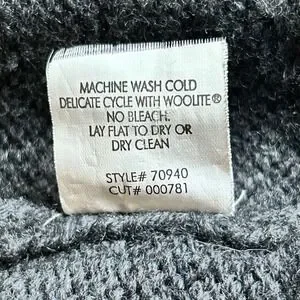 MACHINE WASH COLD
DELICATE CYCLE WITH WOOLITE®
NO BLEACH.
LAY FLAT TO DRY OR
DRY CLEAN
STYLE# 70940
CUT# 000781